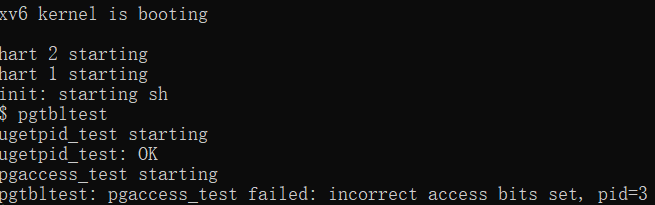 xv6 kernel is booting
hart 2 starting
hart 1 starting
init: starting sh
$ pgtbltest
ugetpid_test starting
ugetpid_test: OK
pgaccess_test starting
pgtbltest: pgaccess_test failed: incorrect access bits set, pid=3